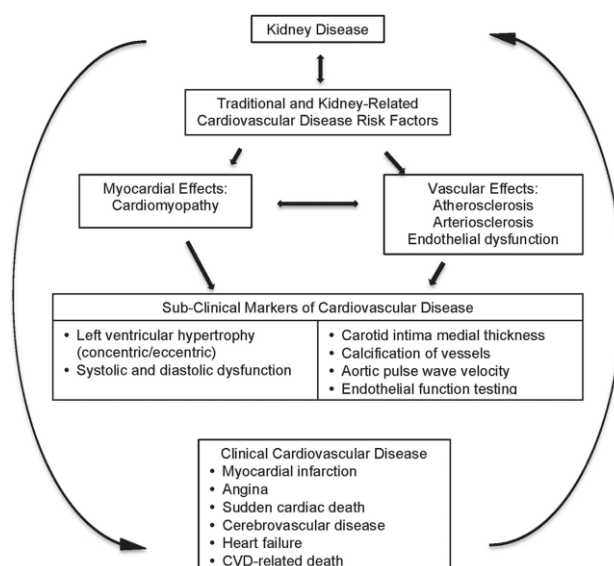 Kidney Disease
Traditional and Kidney-Related
Cardiovascular Disease Risk Factors
Myocardial Effects:
Cardiomyopathy
Vascular Effects:
Atherosclerosis
Arteriosclerosis
Endothelial dysfunction
Sub-Clinical Markers of Cardiovascular Disease
• Left ventricular hypertrophy
(concentric/eccentric)
• Systolic and diastolic dysfunction
• Carotid intima medial thickness
• Calcification of vessels
• Aortic pulse wave velocity
• Endothelial function testing
Clinical Cardiovascular Disease
• Myocardial infarction
• Angina
• Sudden cardiac death
• Cerebrovascular disease
• Heart failure
• CVD-related death